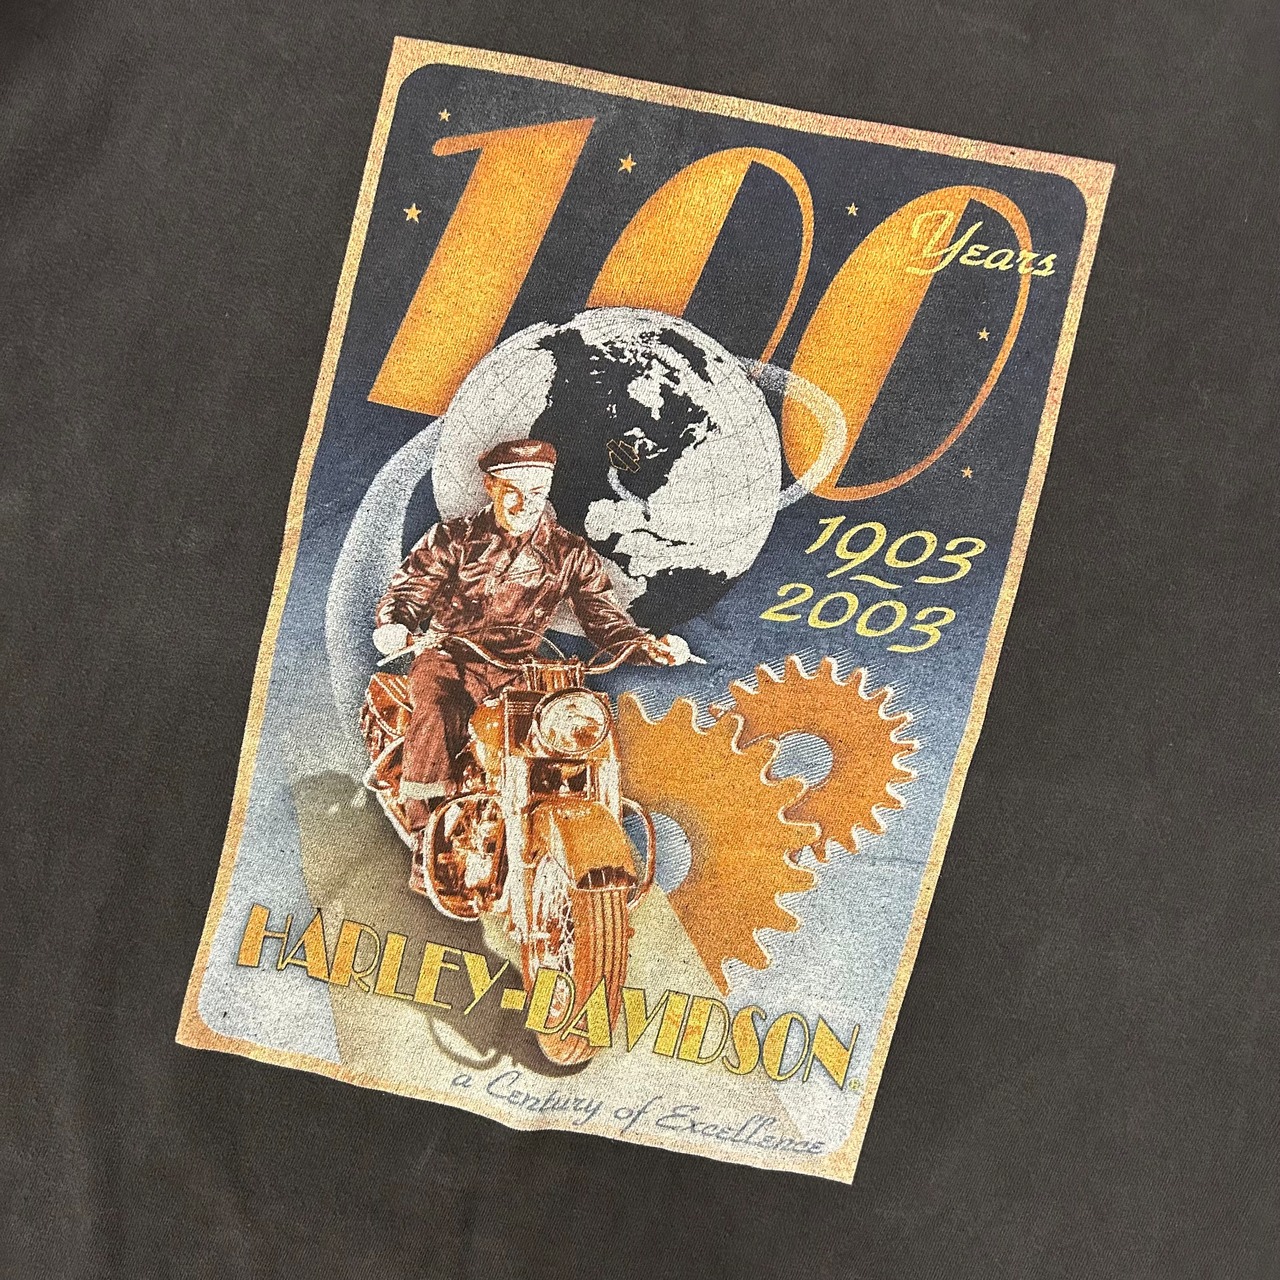 100
Years
1903
~
2003
HARLEY-DAVIDSON®
a Century of Excellence